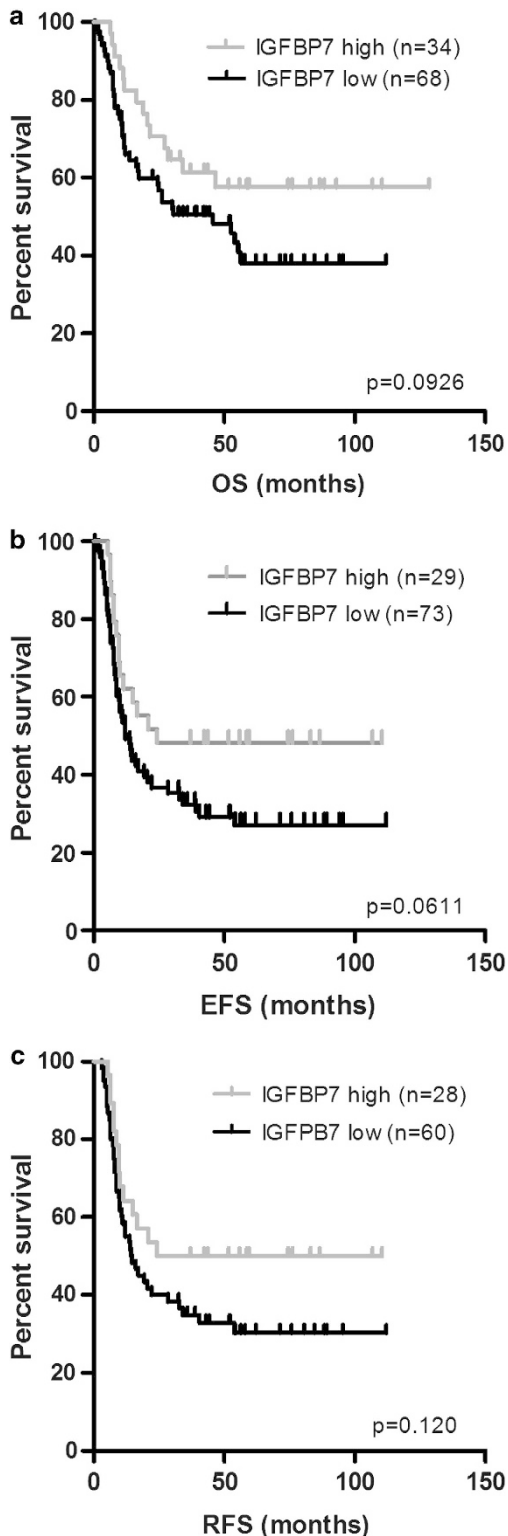 a
100
80
60
40
20
0
Percent survival
IGFBP7 high (n=34)
IGFBP7 low (n=68)
p=0.0926
0 50 100 150
OS (months)
b
100
80
60
40
20
0
Percent survival
IGFBP7 high (n=29)
IGFBP7 low (n=73)
p=0.0611
0 50 100 150
EFS (months)
c
100
80
60
40
20
0
Percent survival
IGFBP7 high (n=28)
IGFPB7 low (n=60)
p=0.120
0 50 100 150
RFS (months)